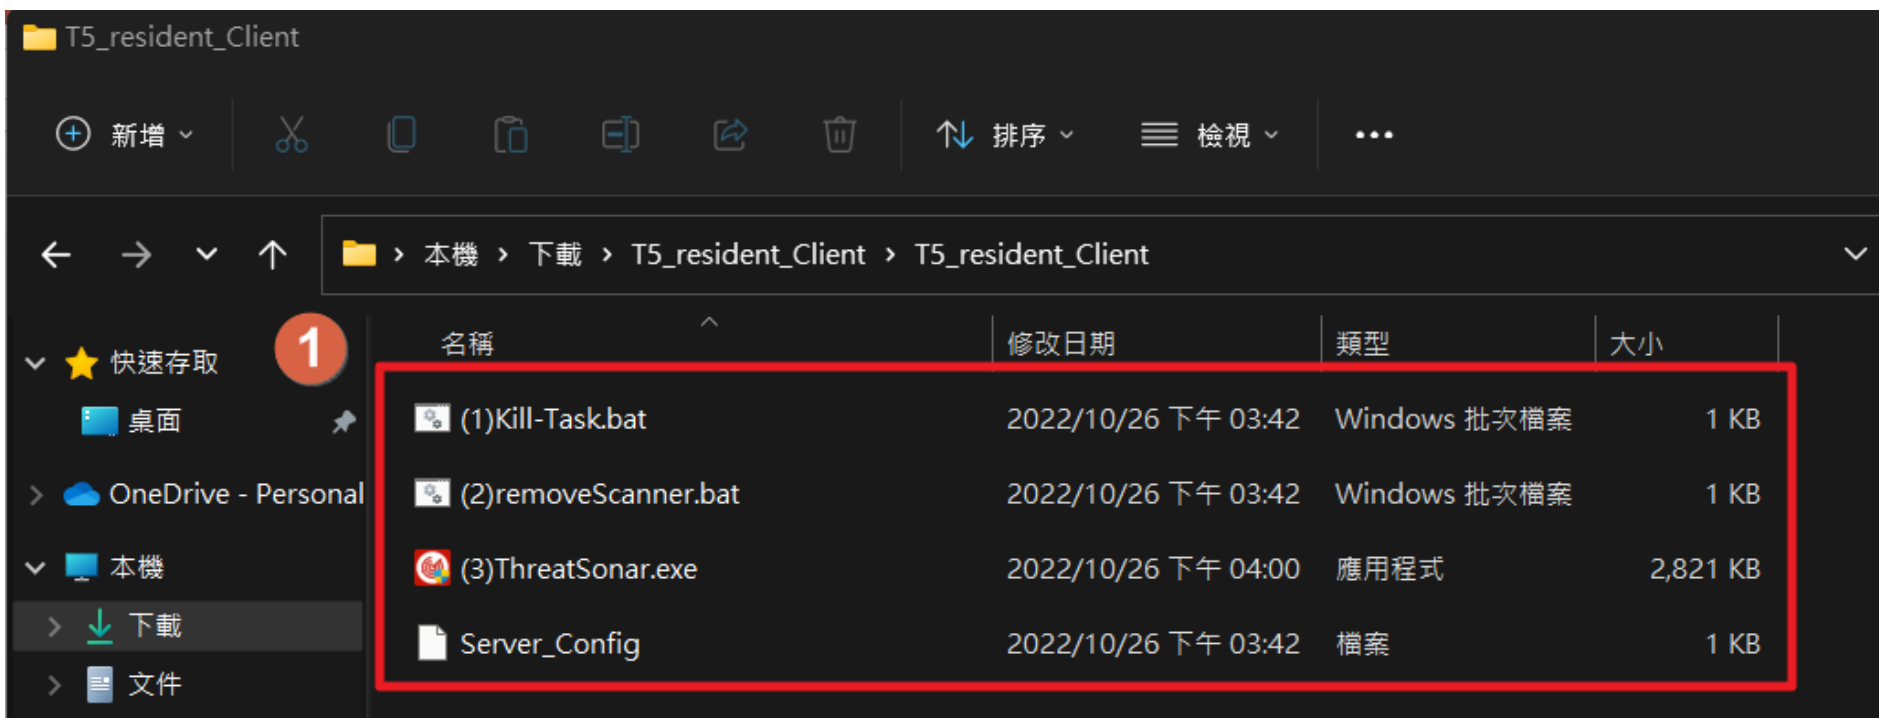 T5_resident_Client
新增 排序 檢視
本機 下載 T5_resident_Client T5_resident_Client
1
名稱 修改日期 類型 大小
快速存取
桌面
OneDrive - Personal
本機
下載
文件
(1)Kill-Task.bat 2022/10/26 下午 03:42 Windows 批次檔案 1 KB
(2)removeScanner.bat 2022/10/26 下午 03:42 Windows 批次檔案 1 KB
(3)ThreatSonar.exe 2022/10/26 下午 04:00 應用程式 2,821 KB
Server_Config 2022/10/26 下午 03:42 檔案 1 KB